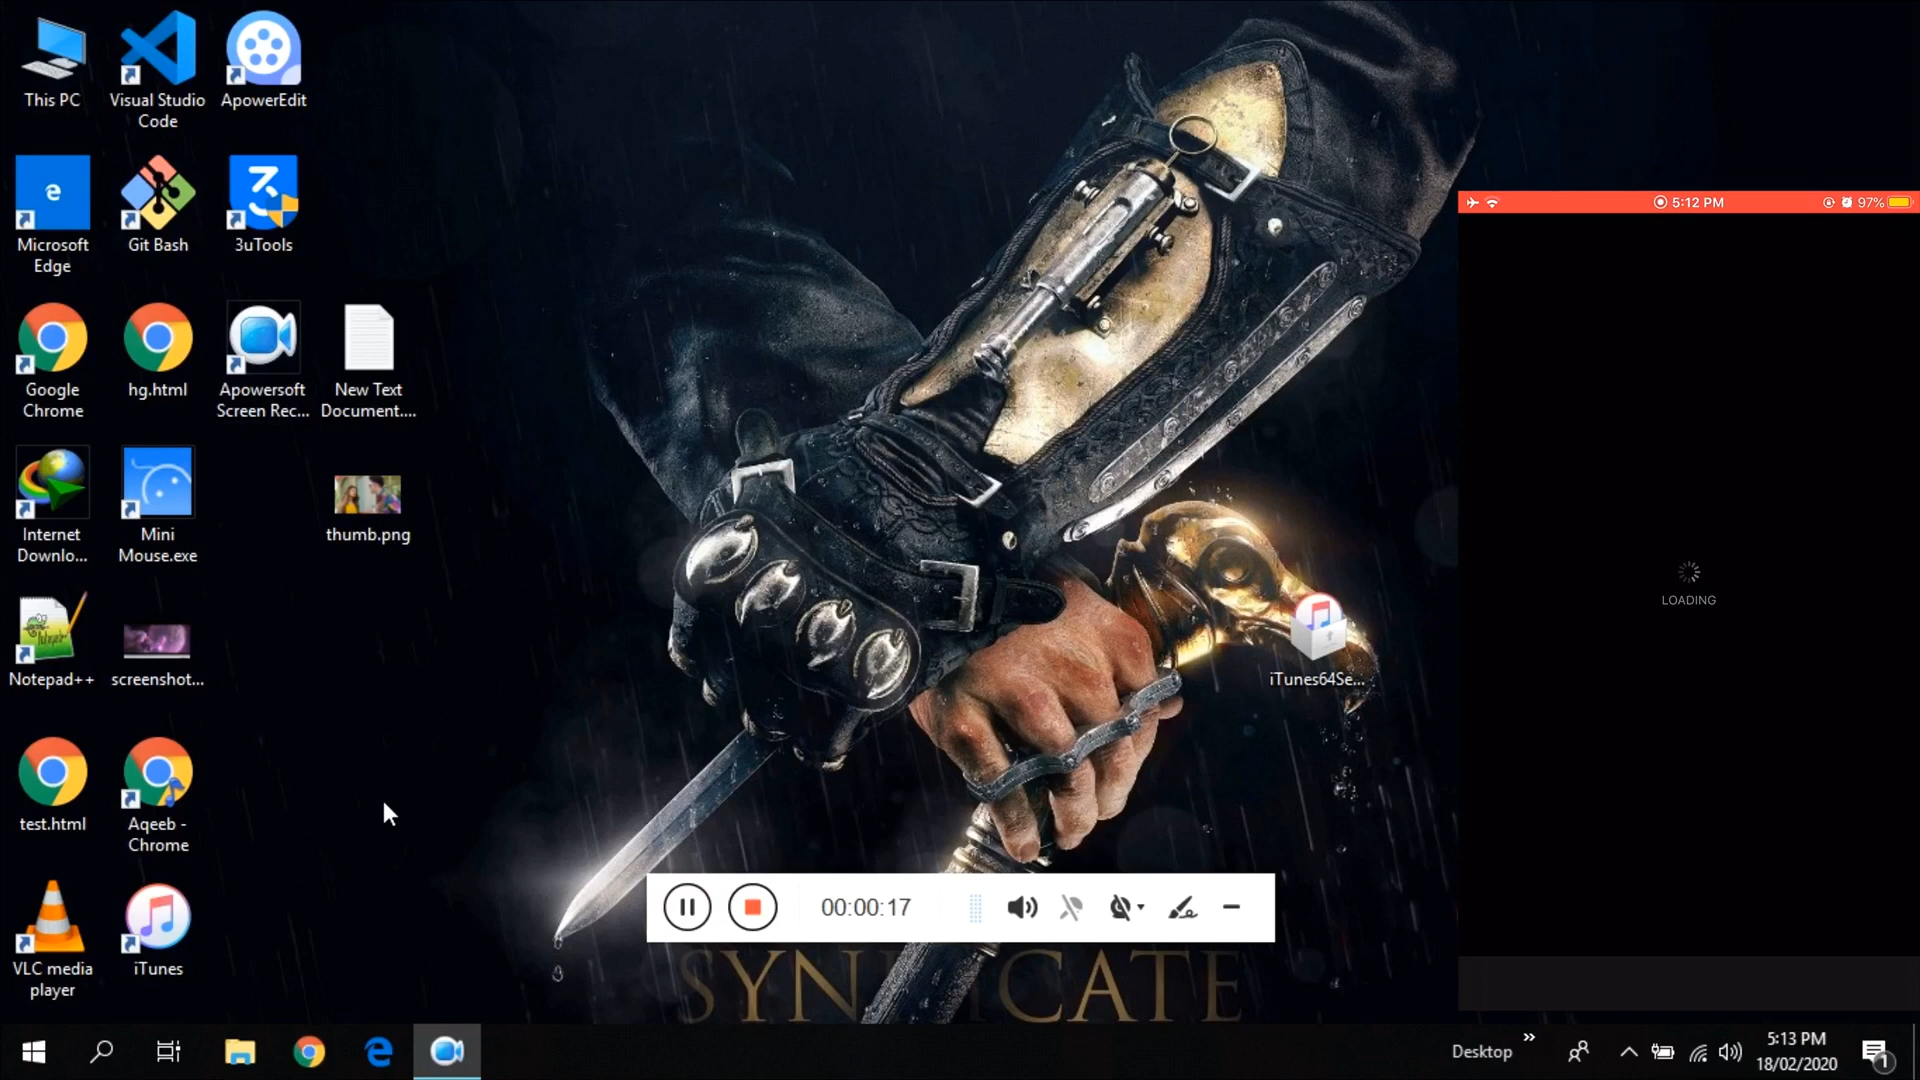 This PC
Visual Studio
Code
ApowerEdit
Microsoft
Edge
Git Bash
3uTools
Google
Chrome
hg.html
Apowersoft
Screen Rec...
New Text
Document....
Internet
Downlo...
Mini
Mouse.exe
thumb.png
Notepad++
screenshot...
iTunes64Se...
test.html
Aqeeb -
Chrome
VLC media
player
iTunes
5:12 PM
97%
LOADING
00:00:17
SYN ICATE
Desktop
5:13 PM
18/02/2020
1